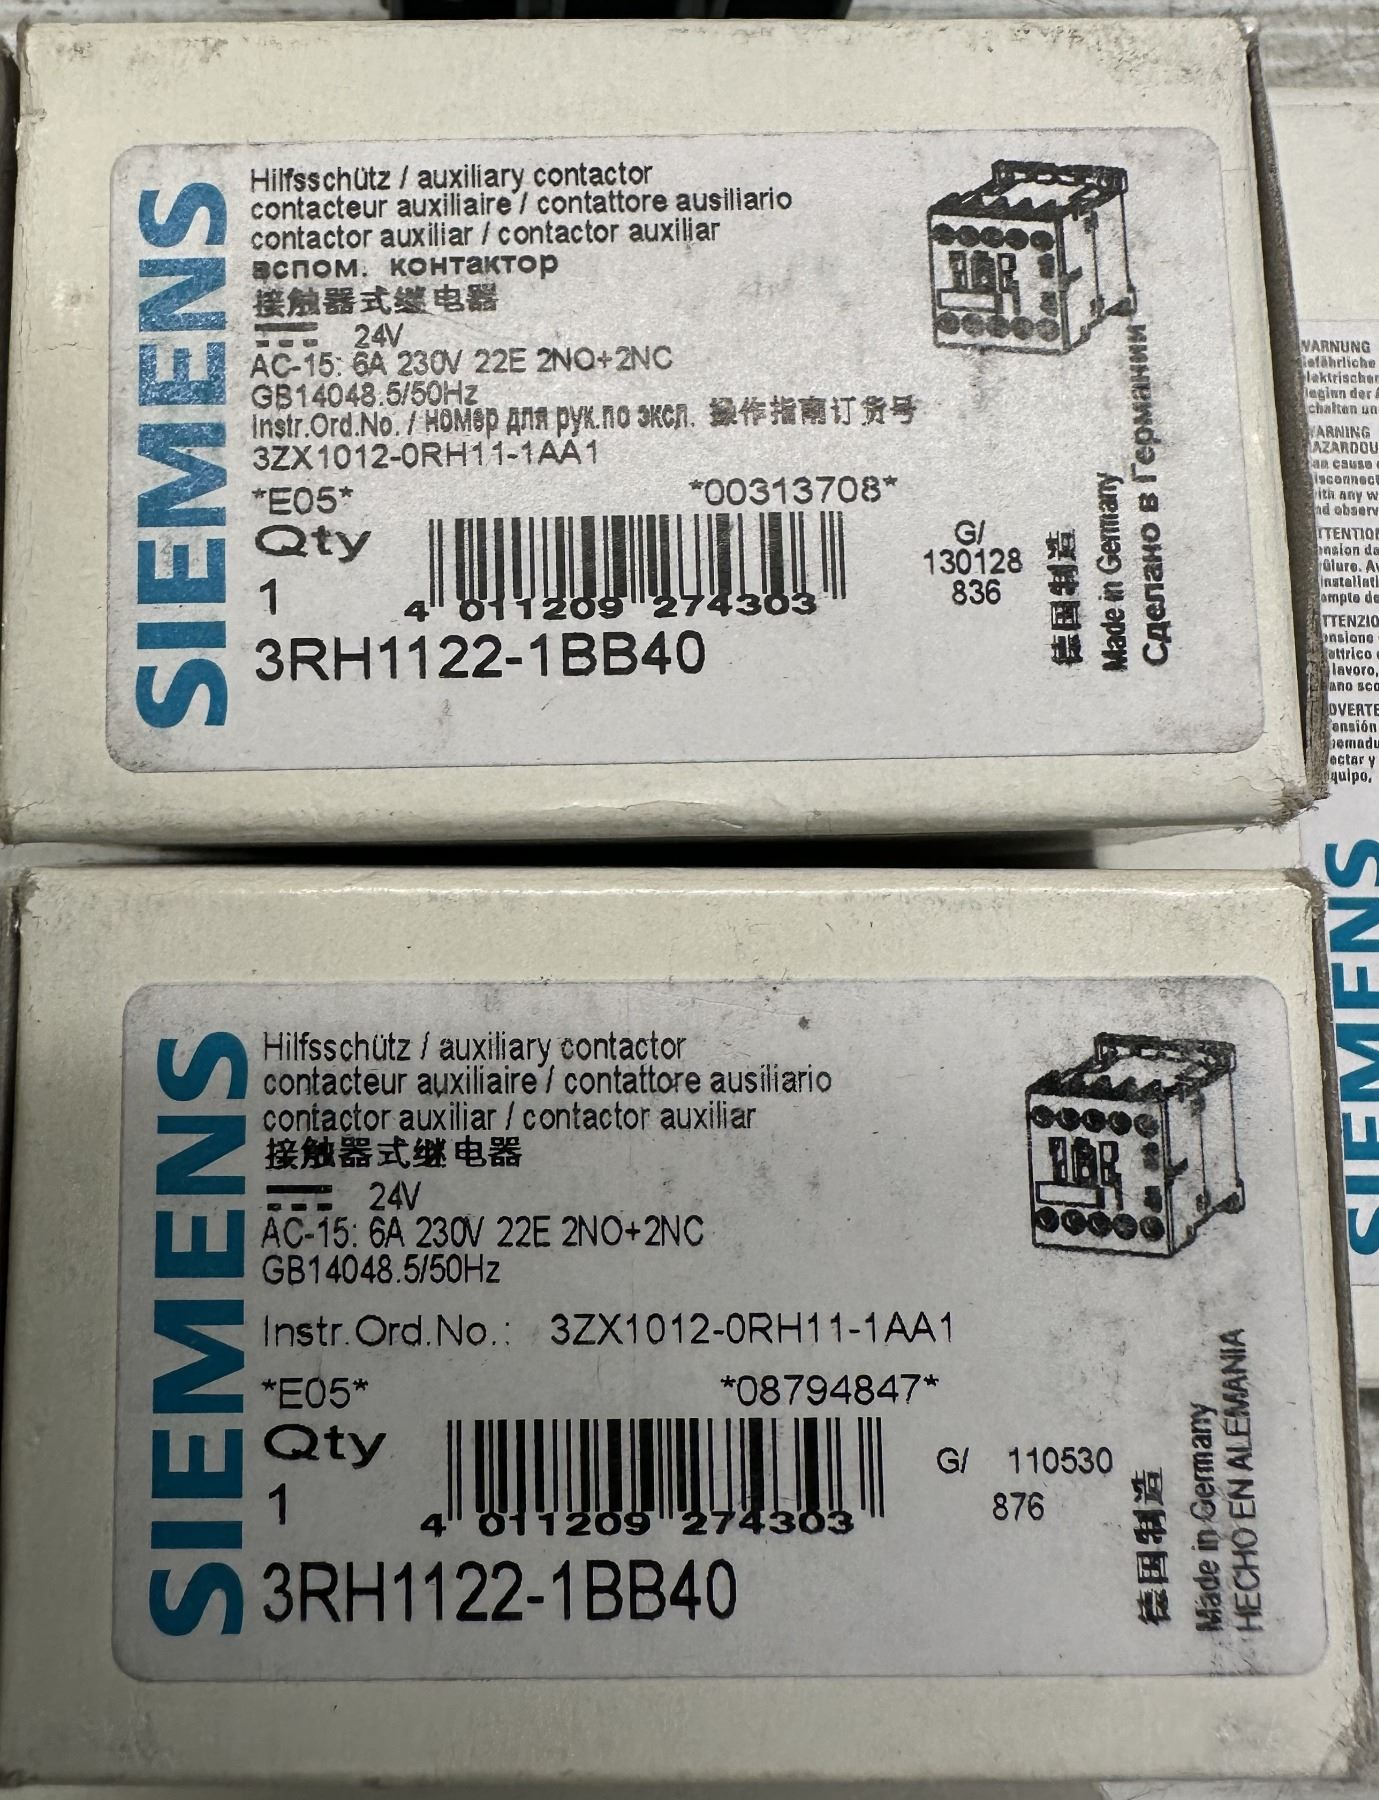 SIEMENS
Hilfsschütz / auxiliary contactor
contacteur auxiliaire / contattore ausiliario
contactor auxiliar / contactor auxiliar
вспом. контактор
接触器式继电器
24V
AC-15: 6A 230V 22E 2NO+2NC
GB14048.5/50Hz
Instr.Ord.No. / номер для рук.по эксл. 操作指南订货号
3ZX1012-0RH11-1AA1
*E05* *00313708*
Qty
1
4 011209 274303
G/
130128
836
3RH1122-1BB40
德国制造
Made in Germany
Сделано в Германии
SIEMENS
Hilfsschütz / auxiliary contactor
contacteur auxiliaire / contattore ausiliario
contactor auxiliar / contactor auxiliar
接触器式继电器
24V
AC-15: 6A 230V 22E 2NO+2NC
GB14048.5/50Hz
Instr.Ord.No.: 3ZX1012-0RH11-1AA1
*E05* *08794847*
Qty
1
4 011209 274303
G/ 110530
876
3RH1122-1BB40
德国制造
Made in Germany
HECHO EN ALEMANIA
SIEMENS